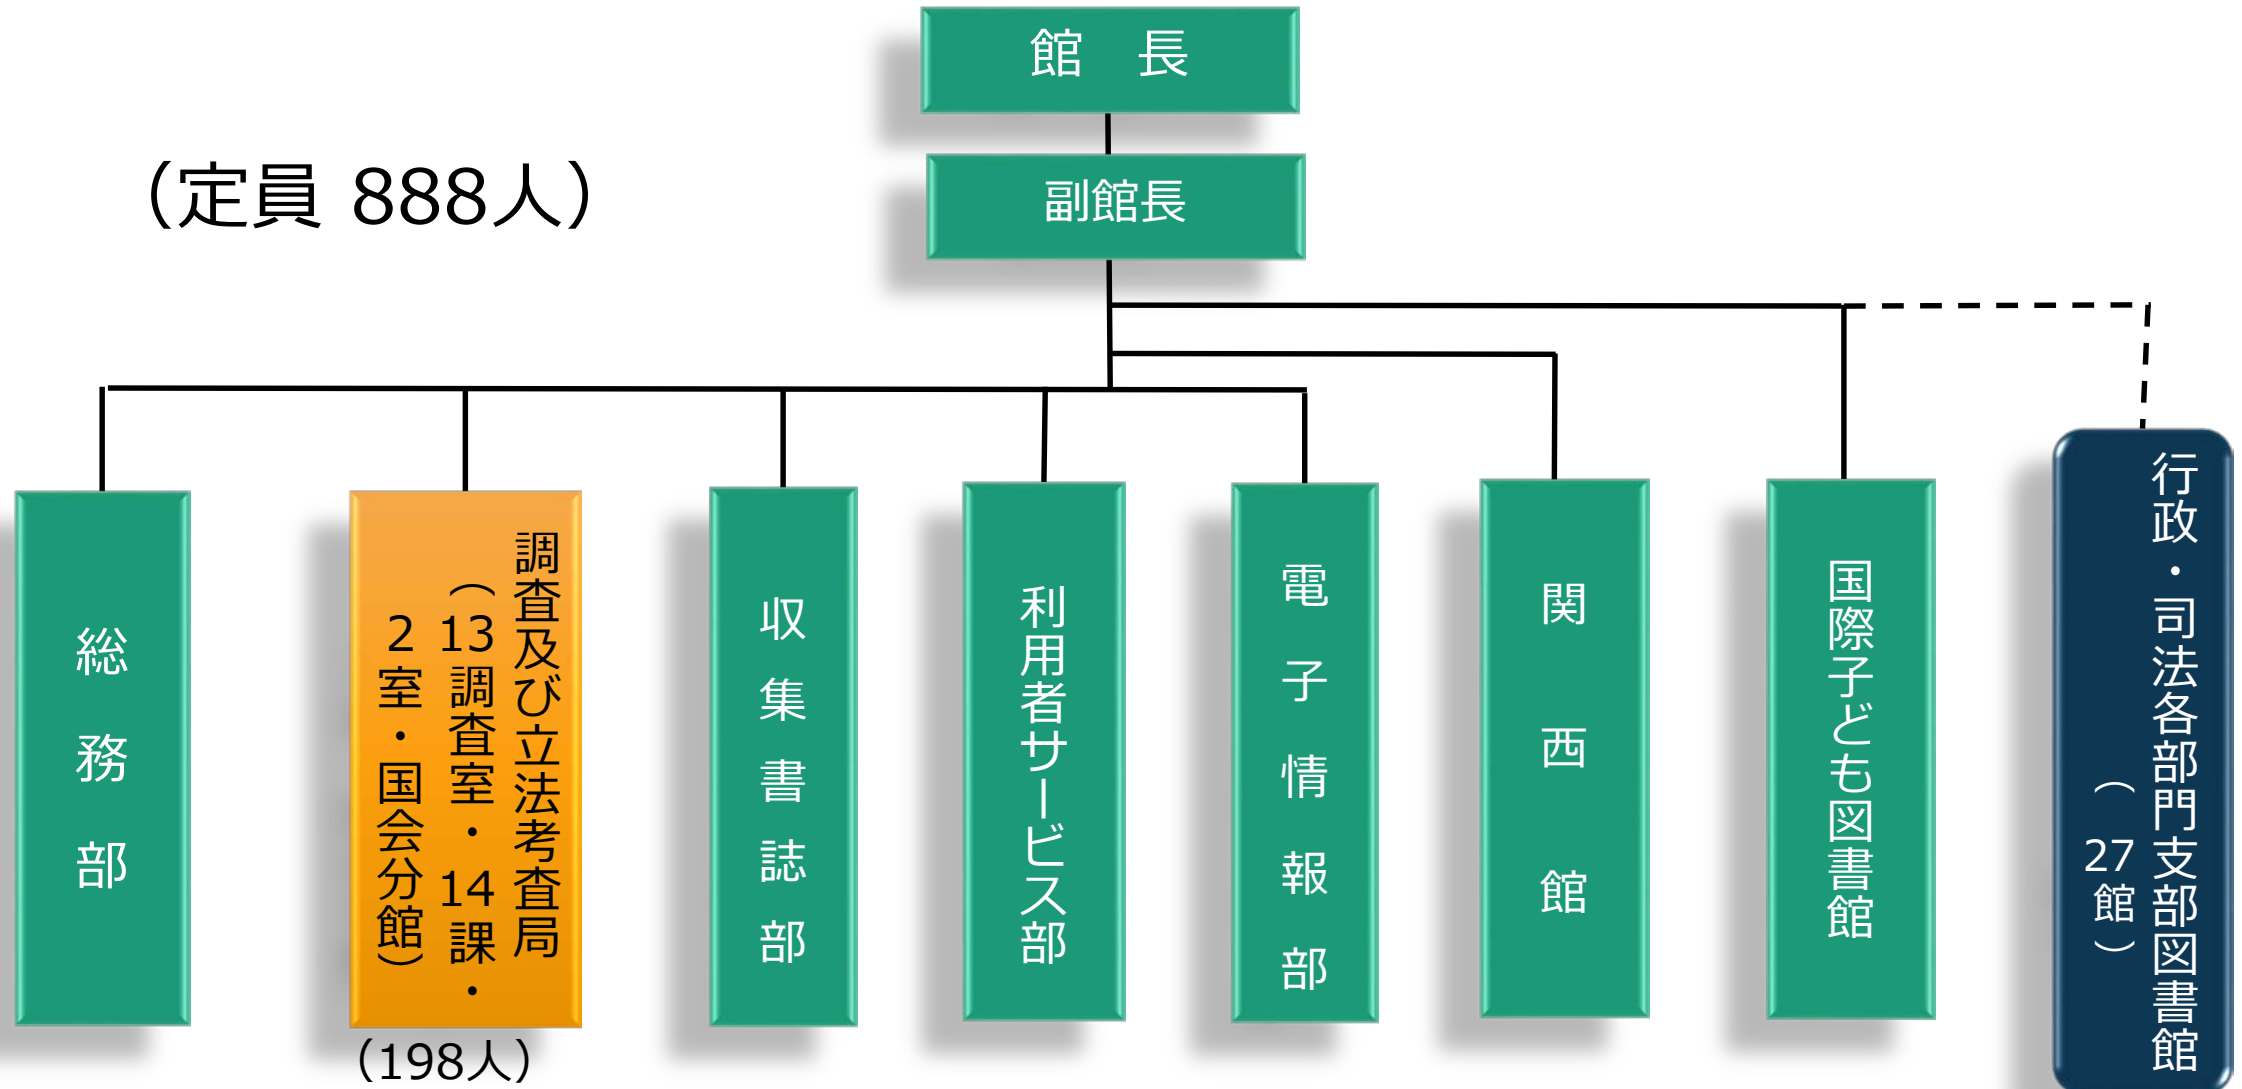 館　長
（定員 888人）
副館長
総務部
調査及び立法考査局
（13調査室・14課・
２室・国会分館）
（198人）
収集書誌部
利用者サービス部
電子情報部
関西館
国際子ども図書館
行政・司法各部門支部図書館
（27館）